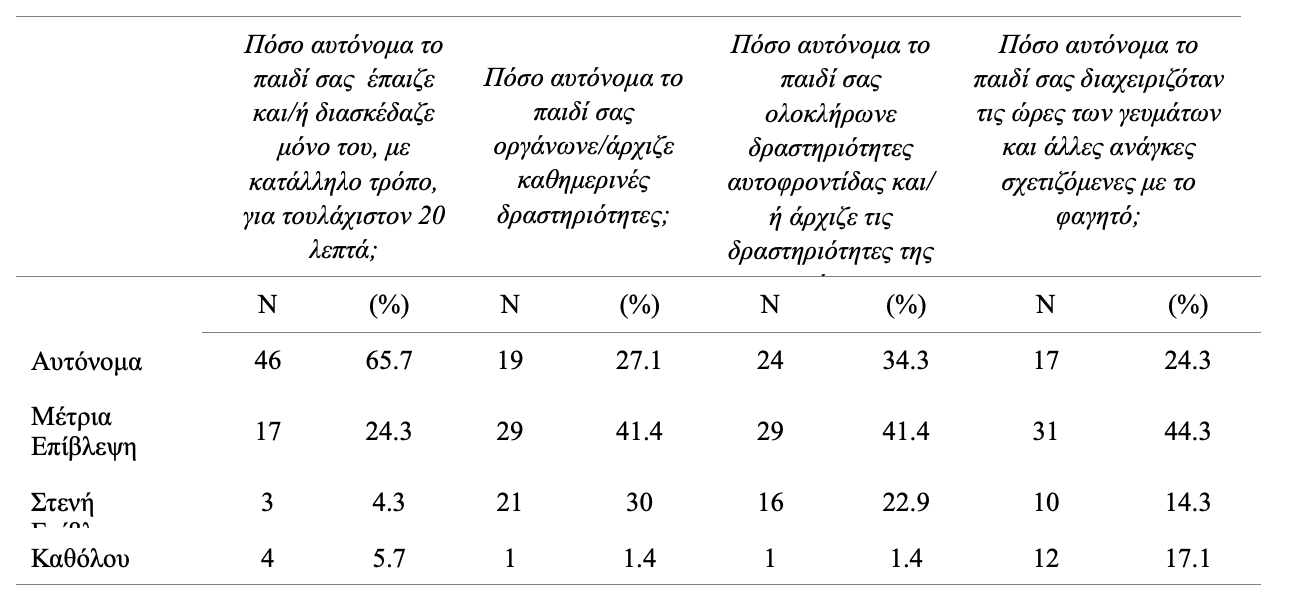 Πόσο αυτόνομα το
παιδί σας έπαιζε
και/ή διασκέδαζε
μόνο του, με
κατάλληλο τρόπο,
για τουλάχιστον 20
λεπτά;
Πόσο αυτόνομα το
παιδί σας
οργάνωνε/άρχιζε
καθημερινές
δραστηριότητες;
Πόσο αυτόνομα το
παιδί σας
ολοκλήρωνε
δραστηριότητες
αυτοφροντίδας και/
ή άρχιζε τις
δραστηριότητες της
Πόσο αυτόνομα το
παιδί σας διαχειριζόταν
τις ώρες των γευμάτων
και άλλες ανάγκες
σχετιζόμενες με το
φαγητό;
N (%) N (%) N (%) N (%)
Αυτόνομα 46 65.7 19 27.1 24 34.3 17 24.3
Μέτρια
Επίβλεψη 17 24.3 29 41.4 29 41.4 31 44.3
Στενή 3 4.3 21 30 16 22.9 10 14.3
Καθόλου 4 5.7 1 1.4 1 1.4 12 17.1